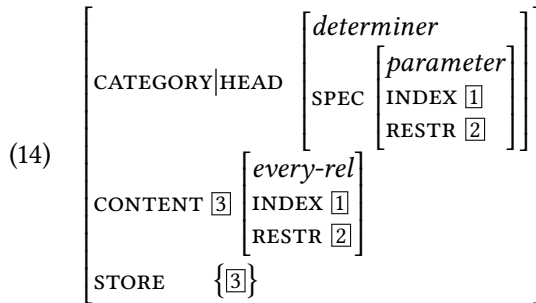 determiner
parameter
CATEGORY|HEAD
SPEC
INDEX 1
RESTR 2
(14)
every-rel
CONTENT 3
INDEX 1
RESTR 2
STORE {3}